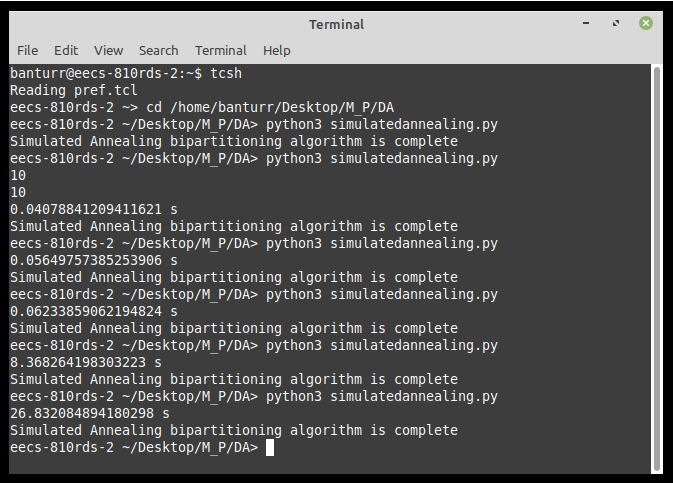 Terminal
File Edit View Search Terminal Help
banturr@eecs-810rds-2:~$ tcsh
Reading pref.tcl
eecs-810rds-2 ~> cd /home/banturr/Desktop/M_P/DA
eecs-810rds-2 ~/Desktop/M_P/DA> python3 simulatedannealing.py
Simulated Annealing bipartitioning algorithm is complete
eecs-810rds-2 ~/Desktop/M_P/DA> python3 simulatedannealing.py
10
10
0.04078841209411621 s
Simulated Annealing bipartitioning algorithm is complete
eecs-810rds-2 ~/Desktop/M_P/DA> python3 simulatedannealing.py
0.05649757385253906 s
Simulated Annealing bipartitioning algorithm is complete
eecs-810rds-2 ~/Desktop/M_P/DA> python3 simulatedannealing.py
0.06233859062194824 s
Simulated Annealing bipartitioning algorithm is complete
eecs-810rds-2 ~/Desktop/M_P/DA> python3 simulatedannealing.py
8.368264198303223 s
Simulated Annealing bipartitioning algorithm is complete
eecs-810rds-2 ~/Desktop/M_P/DA> python3 simulatedannealing.py
26.832084894180298 s
Simulated Annealing bipartitioning algorithm is complete
eecs-810rds-2 ~/Desktop/M_P/DA>